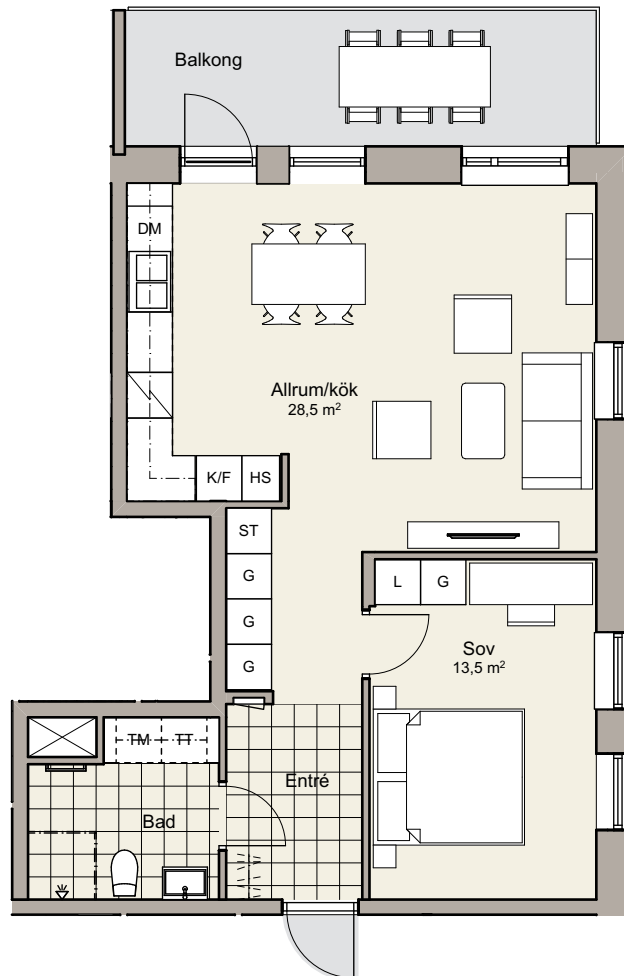 Balkong
DM
Allrum/kök
28,5 m²
K/F HS
ST
G
G
G
L G
Sov
13,5 m²
TM TT
Entré
Bad